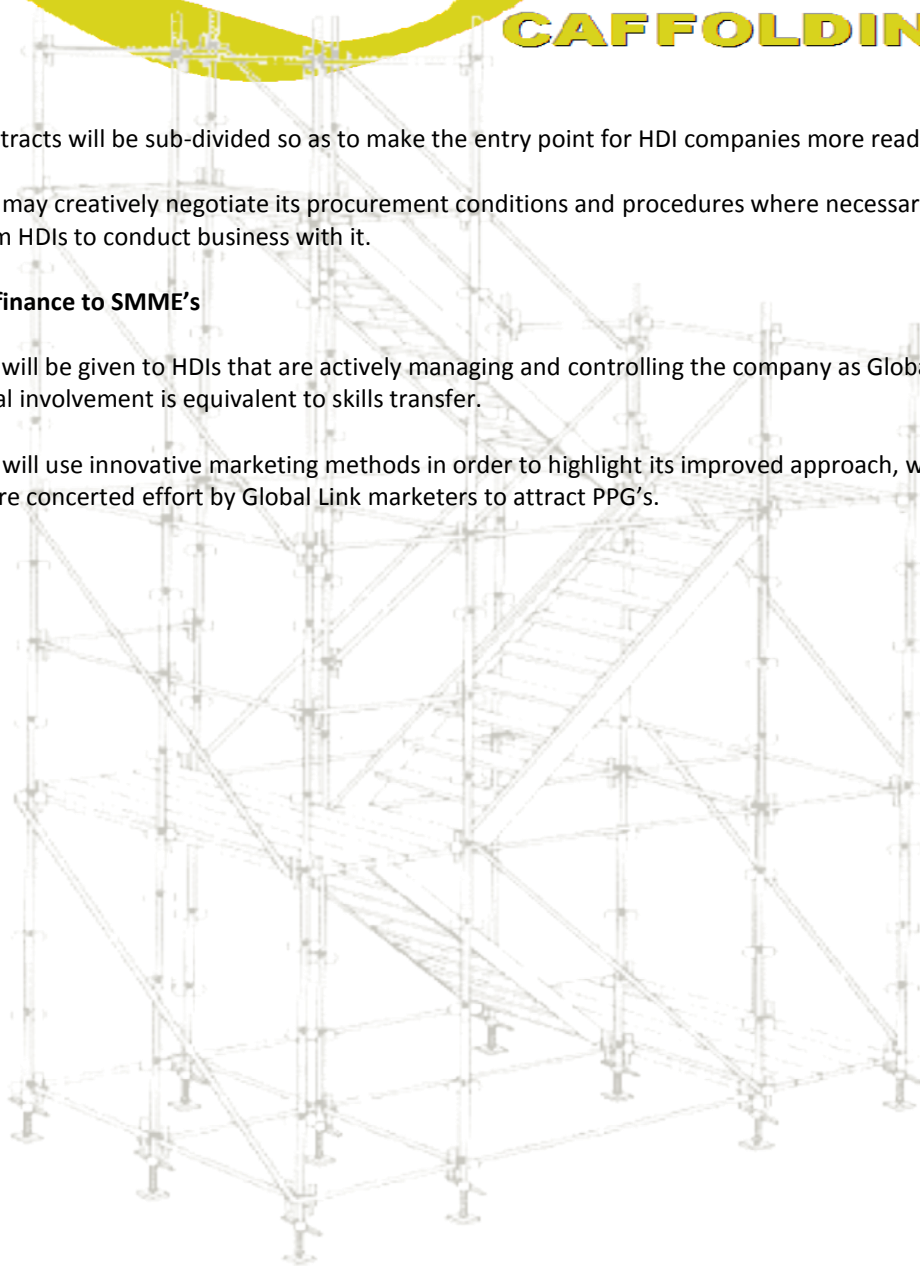 CAFFOLDIN
tracts will be sub-divided so as to make the entry point for HDI companies more read
may creatively negotiate its procurement conditions and procedures where necessar
m HDIs to conduct business with it.
finance to SMME’s
will be given to HDIs that are actively managing and controlling the company as Globa
al involvement is equivalent to skills transfer.
will use innovative marketing methods in order to highlight its improved approach, w
re concerted effort by Global Link marketers to attract PPG’s.